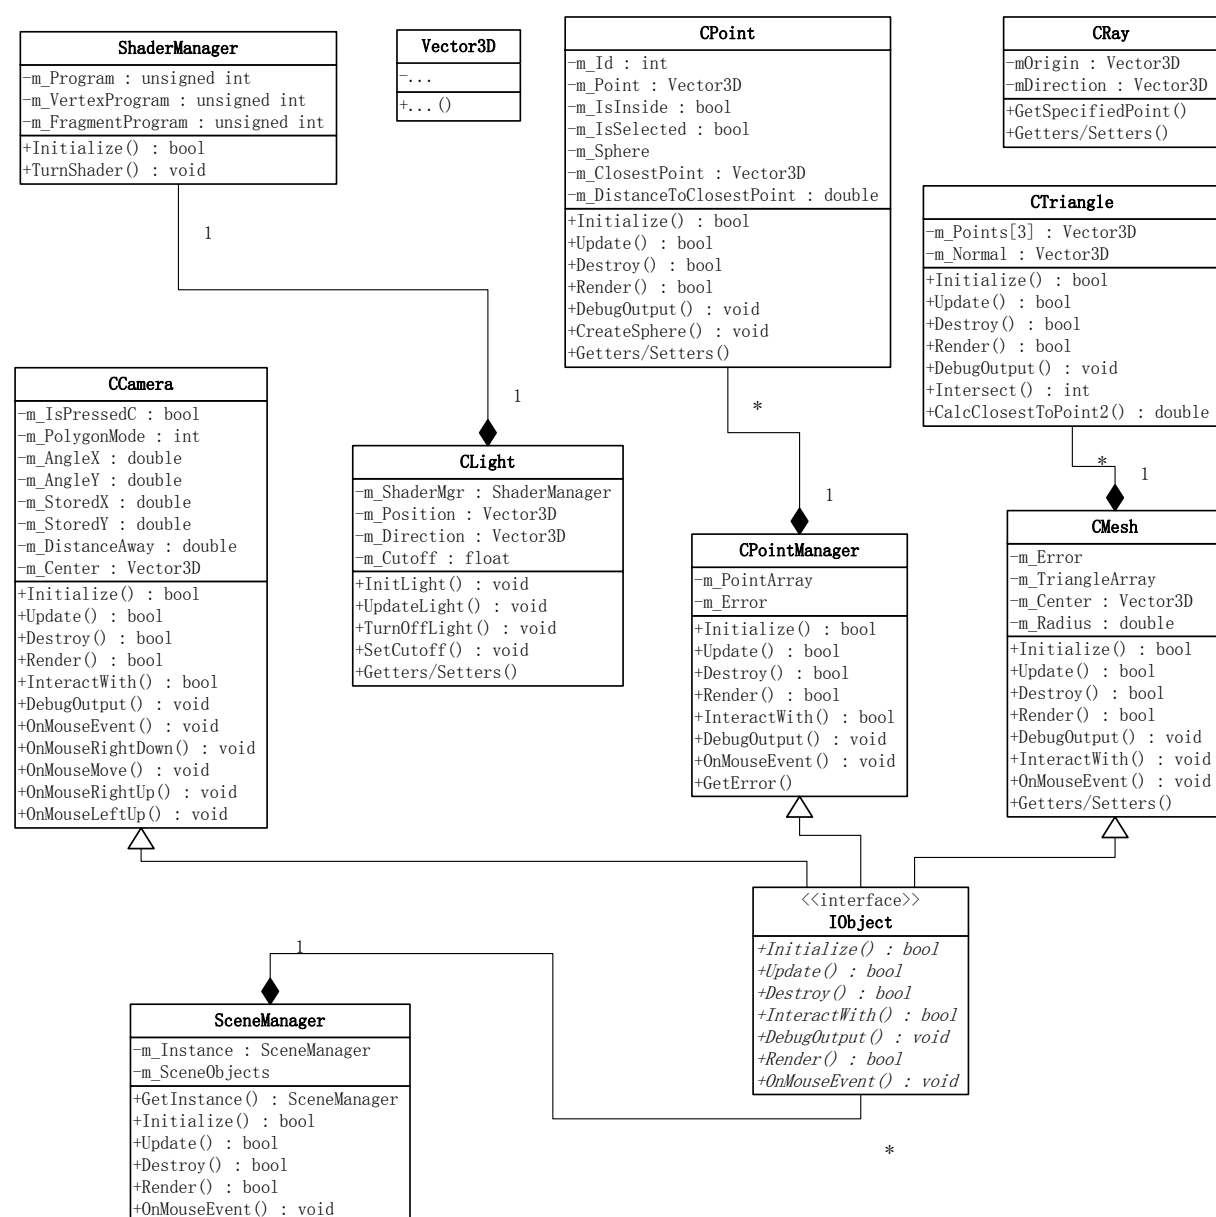 ShaderManager
-m_Program : unsigned int
-m_VertexProgram : unsigned int
-m_FragmentProgram : unsigned int
+Initialize() : bool
+TurnShader() : void
1
Vector3D
-...
+...()
CPoint
-m_Id : int
-m_Point : Vector3D
-m_IsInside : bool
-m_IsSelected : bool
-m_Sphere
-m_ClosestPoint : Vector3D
-m_DistanceToClosestPoint : double
+Initialize() : bool
+Update() : bool
+Destroy() : bool
+Render() : bool
+DebugOutput() : void
+CreateSphere() : void
+Getters/Setters()
*
1
CRay
-mOrigin : Vector3D
-mDirection : Vector3D
+GetSpecifiedPoint()
+Getters/Setters()
CTriangle
-m_Points[3] : Vector3D
-m_Normal : Vector3D
+Initialize() : bool
+Update() : bool
+Destroy() : bool
+Render() : bool
+DebugOutput() : void
+Intersect() : int
+CalcClosestToPoint2() : double
*
1
CCamera
-m_IsPressedC : bool
-m_PolygonMode : int
-m_AngleX : double
-m_AngleY : double
-m_StoredX : double
-m_StoredY : double
-m_DistanceAway : double
-m_Center : Vector3D
+Initialize() : bool
+Update() : bool
+Destroy() : bool
+Render() : bool
+InteractWith() : bool
+DebugOutput() : void
+OnMouseEvent() : void
+OnMouseRightDown() : void
+OnMouseMove() : void
+OnMouseRightUp() : void
+OnMouseLeftUp() : void
1
CLight
-m_ShaderMgr : ShaderManager
-m_Position : Vector3D
-m_Direction : Vector3D
-m_Cutoff : float
+InitLight() : void
+UpdateLight() : void
+TurnOffLight() : void
+SetCutoff() : void
+Getters/Setters()
CPointManager
-m_PointArray
-m_Error
+Initialize() : bool
+Update() : bool
+Destroy() : bool
+Render() : bool
+InteractWith() : bool
+DebugOutput() : void
+OnMouseEvent() : void
+GetError()
CMesh
-m_Error
-m_TriangleArray
-m_Center : Vector3D
-m_Radius : double
+Initialize() : bool
+Update() : bool
+Destroy() : bool
+Render() : bool
+DebugOutput() : void
+InteractWith() : void
+OnMouseEvent() : void
+Getters/Setters()
<<interface>>
IObject
+Initialize() : bool
+Update() : bool
+Destroy() : bool
+InteractWith() : bool
+DebugOutput() : void
+Render() : bool
+OnMouseEvent() : void
*
1
SceneManager
-m_Instance : SceneManager
-m_SceneObjects
+GetInstance() : SceneManager
+Initialize() : bool
+Update() : bool
+Destroy() : bool
+Render() : bool
+OnMouseEvent() : void